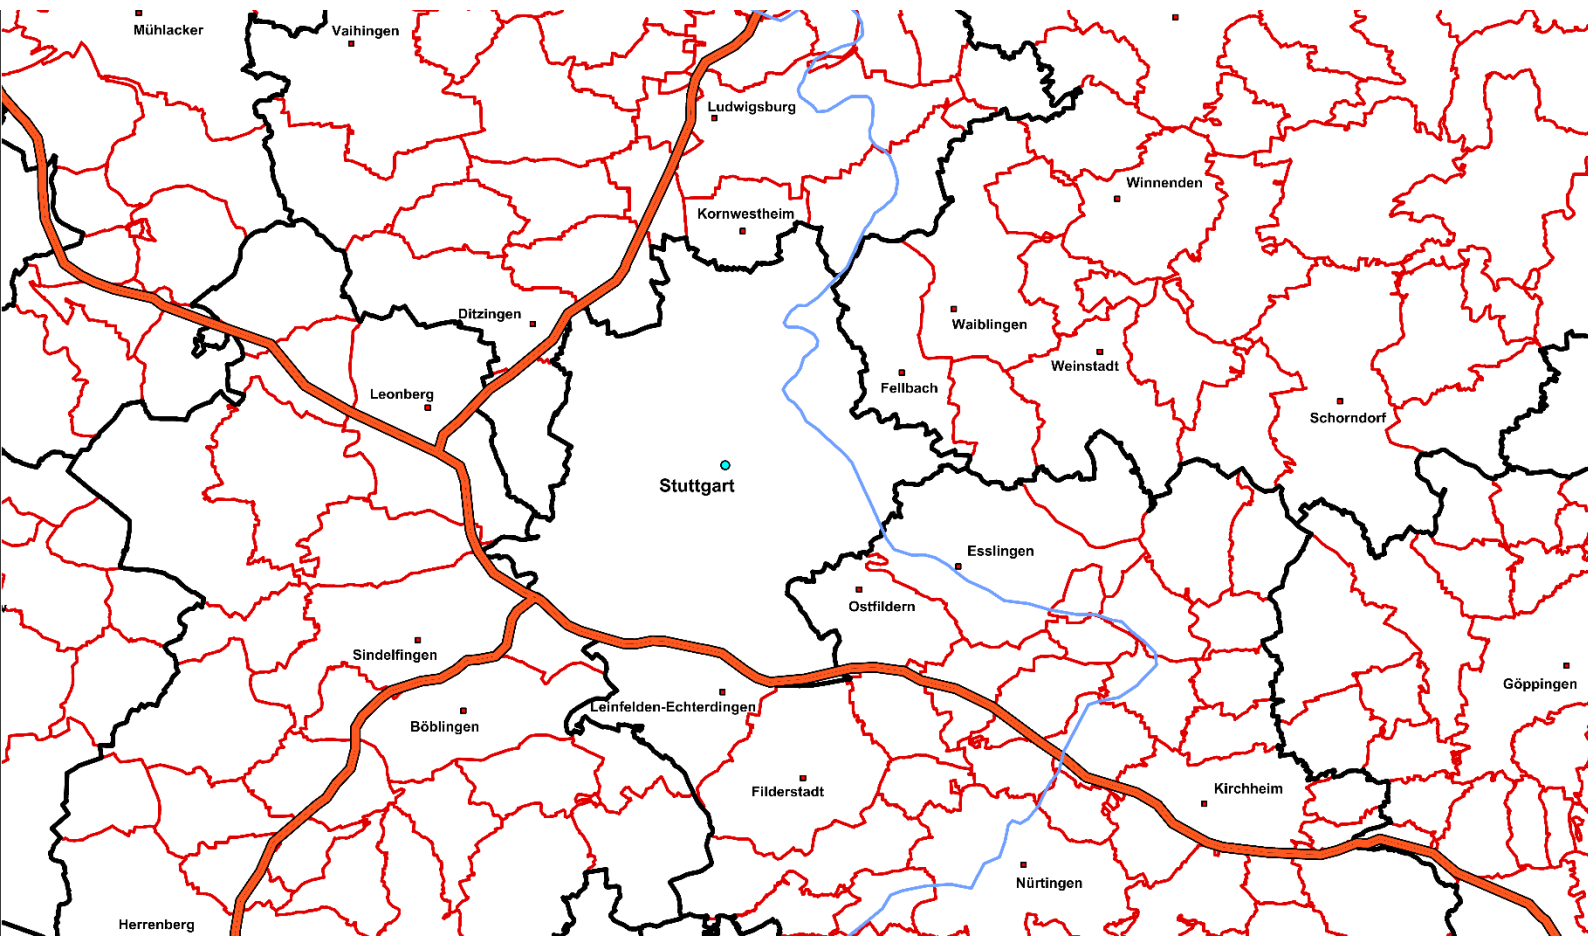 Mühlacker
Vaihingen
Ludwigsburg
Winnenden
Kornwestheim
Ditzingen
Waiblingen
Weinstadt
Fellbach
Leonberg
Schorndorf
Stuttgart
Esslingen
Ostfildern
Sindelfingen
Göppingen
Leinfelden-Echterdingen
Böblingen
Kirchheim
Filderstadt
Nürtingen
Herrenberg